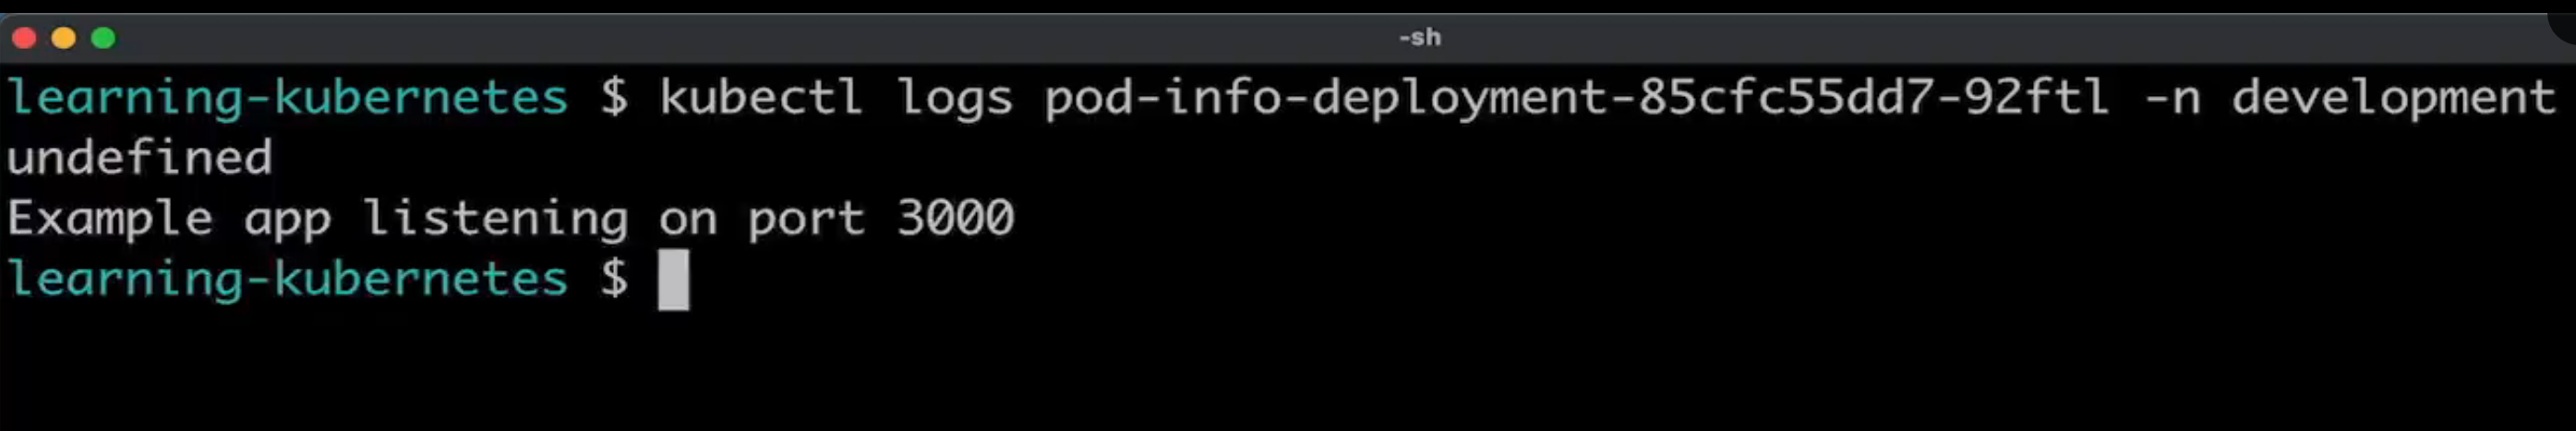 -sh
learning-kubernetes $ kubectl logs pod-info-deployment-85cfc55dd7-92ftl -n development
undefined
Example app listening on port 3000
learning-kubernetes $